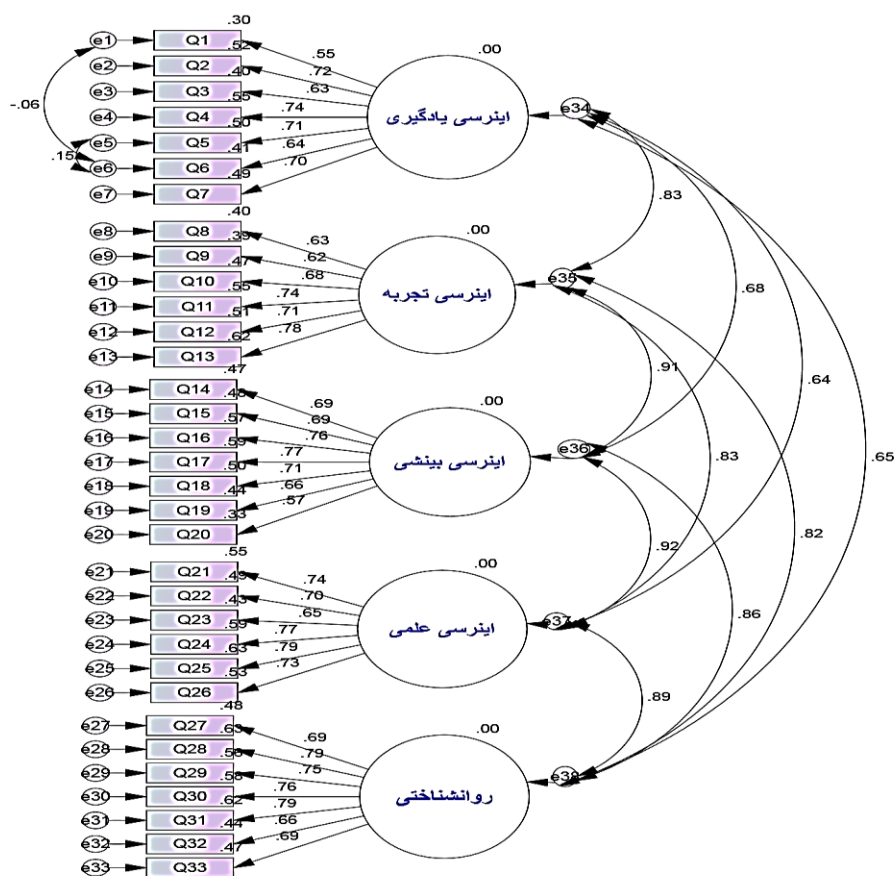 .30
.00
e1 Q1 .55
.52
e2 Q2 .72
.40
e3 Q3 .63
.55
-.06
e4 Q4 .74 اینرسی یادگیری e34
.50
e5 Q5 .71
.15 .41
e6 Q6 .64
.49
e7 Q7 .70
.83
.40
.00
e8 Q8 .63
.39
e9 Q9 .62
.47
e10 Q10 .68 e35
.55
e11 Q11 .74 اینرسی تجربه .68
.51
e12 Q12 .71
.62
e13 Q13 .78
.91 .64
.47
.00
e14 Q14 .69
.48
e15 Q15 .69
.57
e16 Q16 .76 e36
.59
e17 Q17 .77 اینرسی بینشی .83 .65
.50
e18 Q18 .71
.44
e19 Q19 .66
.33
e20 Q20 .57
.92 .82
.55
.00
e21 Q21 .74
.49
e22 Q22 .70
.43
e23 Q23 .65 e37 .86
.59
e24 Q24 .77 اینرسی علمی
.63
e25 Q25 .79
.53
e26 Q26 .73
.89
.48
.00
e27 Q27 .69
.63
e28 Q28 .79
.56
e29 Q29 .75 e38
.58
e30 Q30 .76 روانشناختی
.62
e31 Q31 .79
.44
e32 Q32 .66
.47
e33 Q33 .69